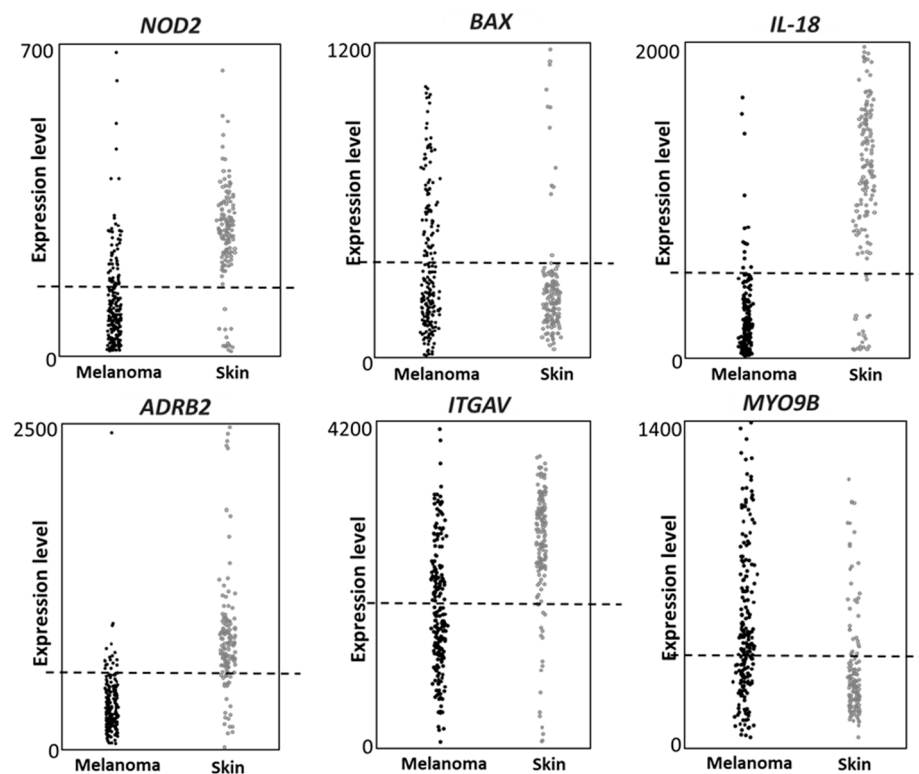 NOD2
700
Expression level
0
Melanoma Skin
BAX
1200
Expression level
0
Melanoma Skin
IL-18
2000
Expression level
0
Melanoma Skin
ADRB2
2500
Expression level
0
Melanoma Skin
ITGAV
4200
Expression level
0
Melanoma Skin
MYO9B
1400
Expression level
0
Melanoma Skin